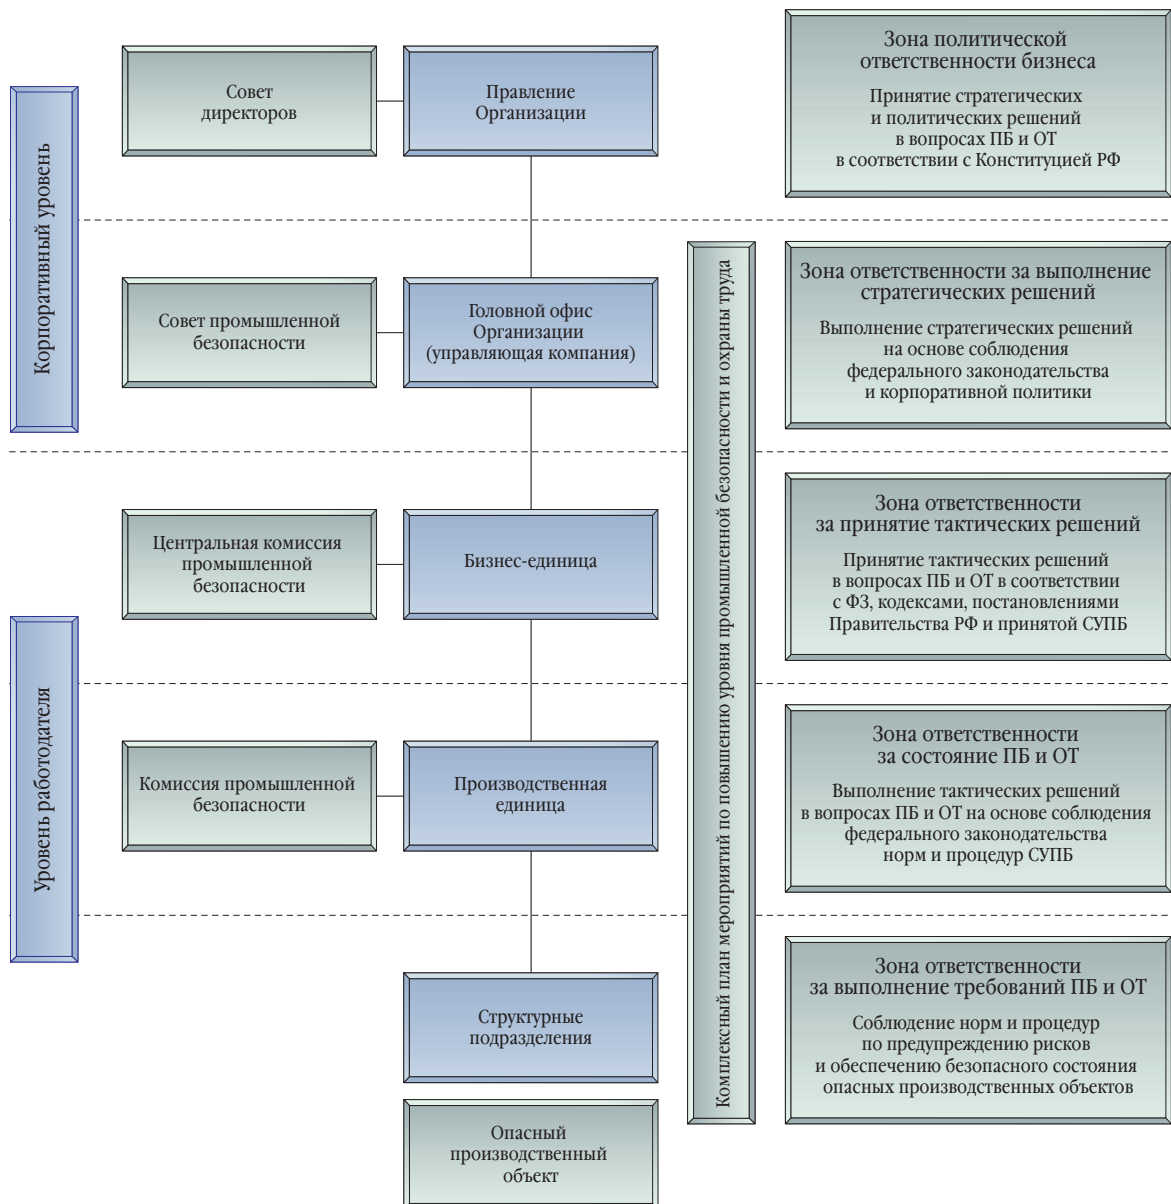 Корпоративный уровень
Совет
директоров
Правление
Организации
Зона политической
ответственности бизнеса
Принятие стратегических
и политических решений
в вопросах ПБ и ОТ
в соответствии с Конституцией РФ
Совет промышленной
безопасности
Головной офис
Организации
(управляющая компания)
Комплексный план мероприятий по повышению уровня промышленной безопасности и охраны труда
Зона ответственности за выполнение
стратегических решений
Выполнение стратегических решений
на основе соблюдения
федерального законодательства
и корпоративной политики
Уровень работодателя
Центральная комиссия
промышленной
безопасности
Бизнес-единица
Зона ответственности
за принятие тактических решений
Принятие тактических решений
в вопросах ПБ и ОТ в соответствии
с ФЗ, кодексами, постановлениями
Правительства РФ и принятой СУПБ
Комиссия промышленной
безопасности
Производственная
единица
Зона ответственности
за состояние ПБ и ОТ
Выполнение тактических решений
в вопросах ПБ и ОТ на основе соблюдения
федерального законодательства
норм и процедур СУПБ
Структурные
подразделения
Зона ответственности
за выполнение требований ПБ и ОТ
Соблюдение норм и процедур
по предупреждению рисков
и обеспечению безопасного состояния
опасных производственных объектов
Опасный
производственный
объект